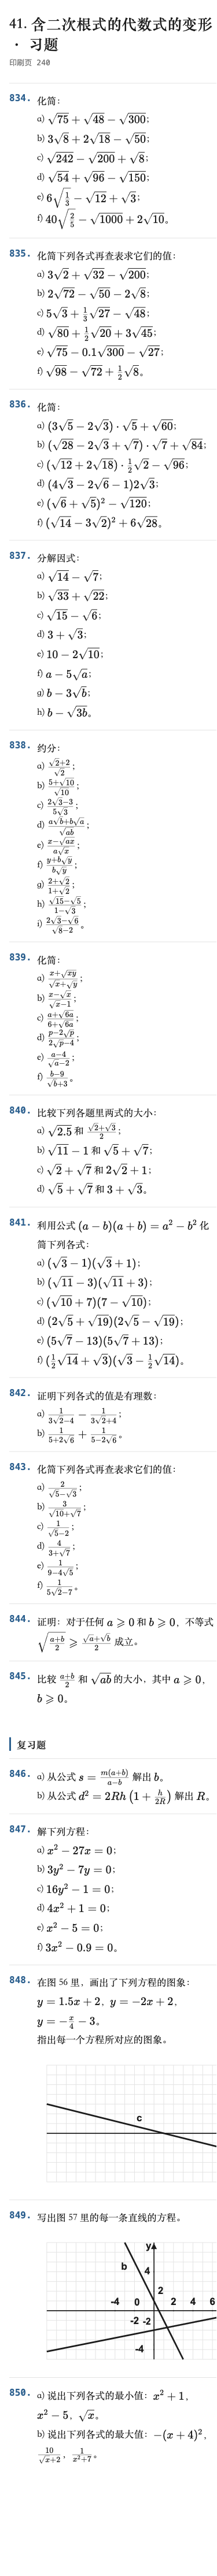 41. 含二次根式的代数式的变形
· 习题
印刷页 240
834. 化简：
a) √75 + √48 − √300；
b) 3√8 + 2√18 − √50；
c) √242 − √200 + √8；
d) √54 + √96 − √150；
e) 6√(1/3) − √12 + √3；
f) 40√(2/5) − √1000 + 2√10。
835. 化简下列各式再查表求它们的值：
a) 3√2 + √32 − √200；
b) 2√72 − √50 − 2√8；
c) 5√3 + 1/3 √27 − √48；
d) √80 + 1/2 √20 + 3√45；
e) √75 − 0.1√300 − √27；
f) √98 − √72 + 1/2 √8。
836. 化简：
a) (3√5 − 2√3) · √5 + √60；
b) (√28 − 2√3 + √7) · √7 + √84；
c) (√12 + 2√18) · 1/2 √2 − √96；
d) (4√3 − 2√6 − 1)2√3；
e) (√6 + √5)² − √120；
f) (√14 − 3√2)² + 6√28。
837. 分解因式：
a) √14 − √7；
b) √33 + √22；
c) √15 − √6；
d) 3 + √3；
e) 10 − 2√10；
f) a − 5√a；
g) b − 3√b；
h) b − √3b。
838. 约分：
a) (√2+2)/√2；
b) (5+√10)/√10；
c) (2√3−3)/(5√3)；
d) (a√b+b√a)/√ab；
e) (x−√ax)/(a√x)；
f) (y+b√y)/(b√y)；
g) (2+√2)/(1+√2)；
h) (√15−√5)/(1−√3)；
i) (2√3−√6)/(√8−2)。
839. 化简：
a) (x+√xy)/(√x+√y)；
b) (x−√x)/(√x−1)；
c) (a+√6a)/(6+√6a)；
d) (p−2√p)/(2√p−4)；
e) (a−4)/(√a−2)；
f) (b−9)/(√b+3)。
840. 比较下列各题里两式的大小：
a) √2.5 和 (√2+√3)/2；
b) √11 − 1 和 √5 + √7；
c) √2 + √7 和 2√2 + 1；
d) √5 + √7 和 3 + √3。
841. 利用公式 (a − b)(a + b) = a² − b² 化
简下列各式：
a) (√3 − 1)(√3 + 1)；
b) (√11 − 3)(√11 + 3)；
c) (√10 + 7)(7 − √10)；
d) (2√5 + √19)(2√5 − √19)；
e) (5√7 − 13)(5√7 + 13)；
f) (1/2 √14 + √3)(√3 − 1/2 √14)。
842. 证明下列各式的值是有理数：
a) 1/(3√2−4) − 1/(3√2+4)；
b) 1/(5+2√6) + 1/(5−2√6)。
843. 化简下列各式再查表求它们的值：
a) 2/(√5−√3)；
b) 3/(√10+√7)；
c) 1/(√5−2)；
d) 4/(3+√7)；
e) 1/(9−4√5)；
f) 1/(5√2−7)。
844. 证明：对于任何 a ⩾ 0 和 b ⩾ 0，不等式
√((a+b)/2) ⩾ (√a+√b)/2 成立。
845. 比较 (a+b)/2 和 √ab 的大小，其中 a ⩾ 0，
b ⩾ 0。
复习题
846. a) 从公式 s = m(a+b)/(a−b) 解出 b。
b) 从公式 d² = 2Rh (1 + h/2R) 解出 R。
847. 解下列方程：
a) x² − 27x = 0；
b) 3y² − 7y = 0；
c) 16y² − 1 = 0；
d) 4x² + 1 = 0；
e) x² − 5 = 0；
f) 3x² − 0.9 = 0。
848. 在图 56 里，画出了下列方程的图象：
y = 1.5x + 2，y = −2x + 2，
y = −x/4 − 3。
指出每一个方程所对应的图象。
c
849. 写出图 57 里的每一条直线的方程。
y
b 4
2
-4 0 2 4 6
-2 -2
-4
850. a) 说出下列各式的最小值：x² + 1，
x² − 5，√x。
b) 说出下列各式的最大值：−(x + 4)²，
10/(√x+2)，1/(x²+7)。